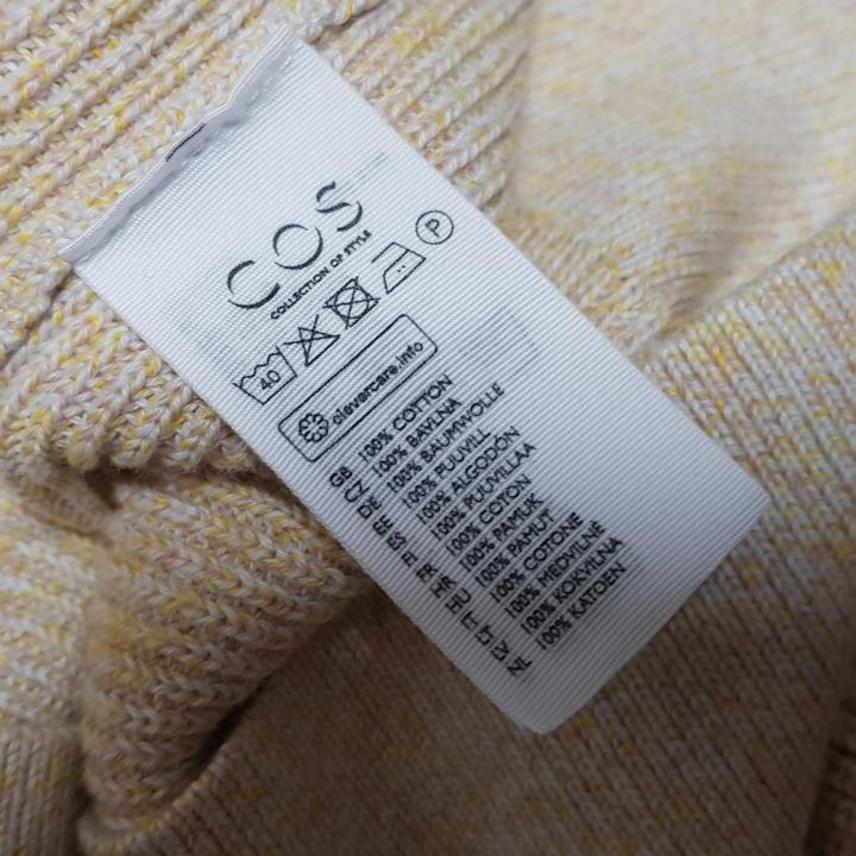 COS
COLLECTION OF STYLE
40 P
clevercare.info
GB 100% COTTON
CZ 100% BAVLNA
DE 100% BAUMWOLLE
EE 100% PUUVILL
ES 100% ALGODÓN
FI 100% PUUVILLAA
FR 100% COTON
HR 100% PAMUK
HU 100% PAMUT
IT 100% COTONE
LT 100% MEDVILNĖ
LV 100% KOKVILNA
NL 100% KATOEN